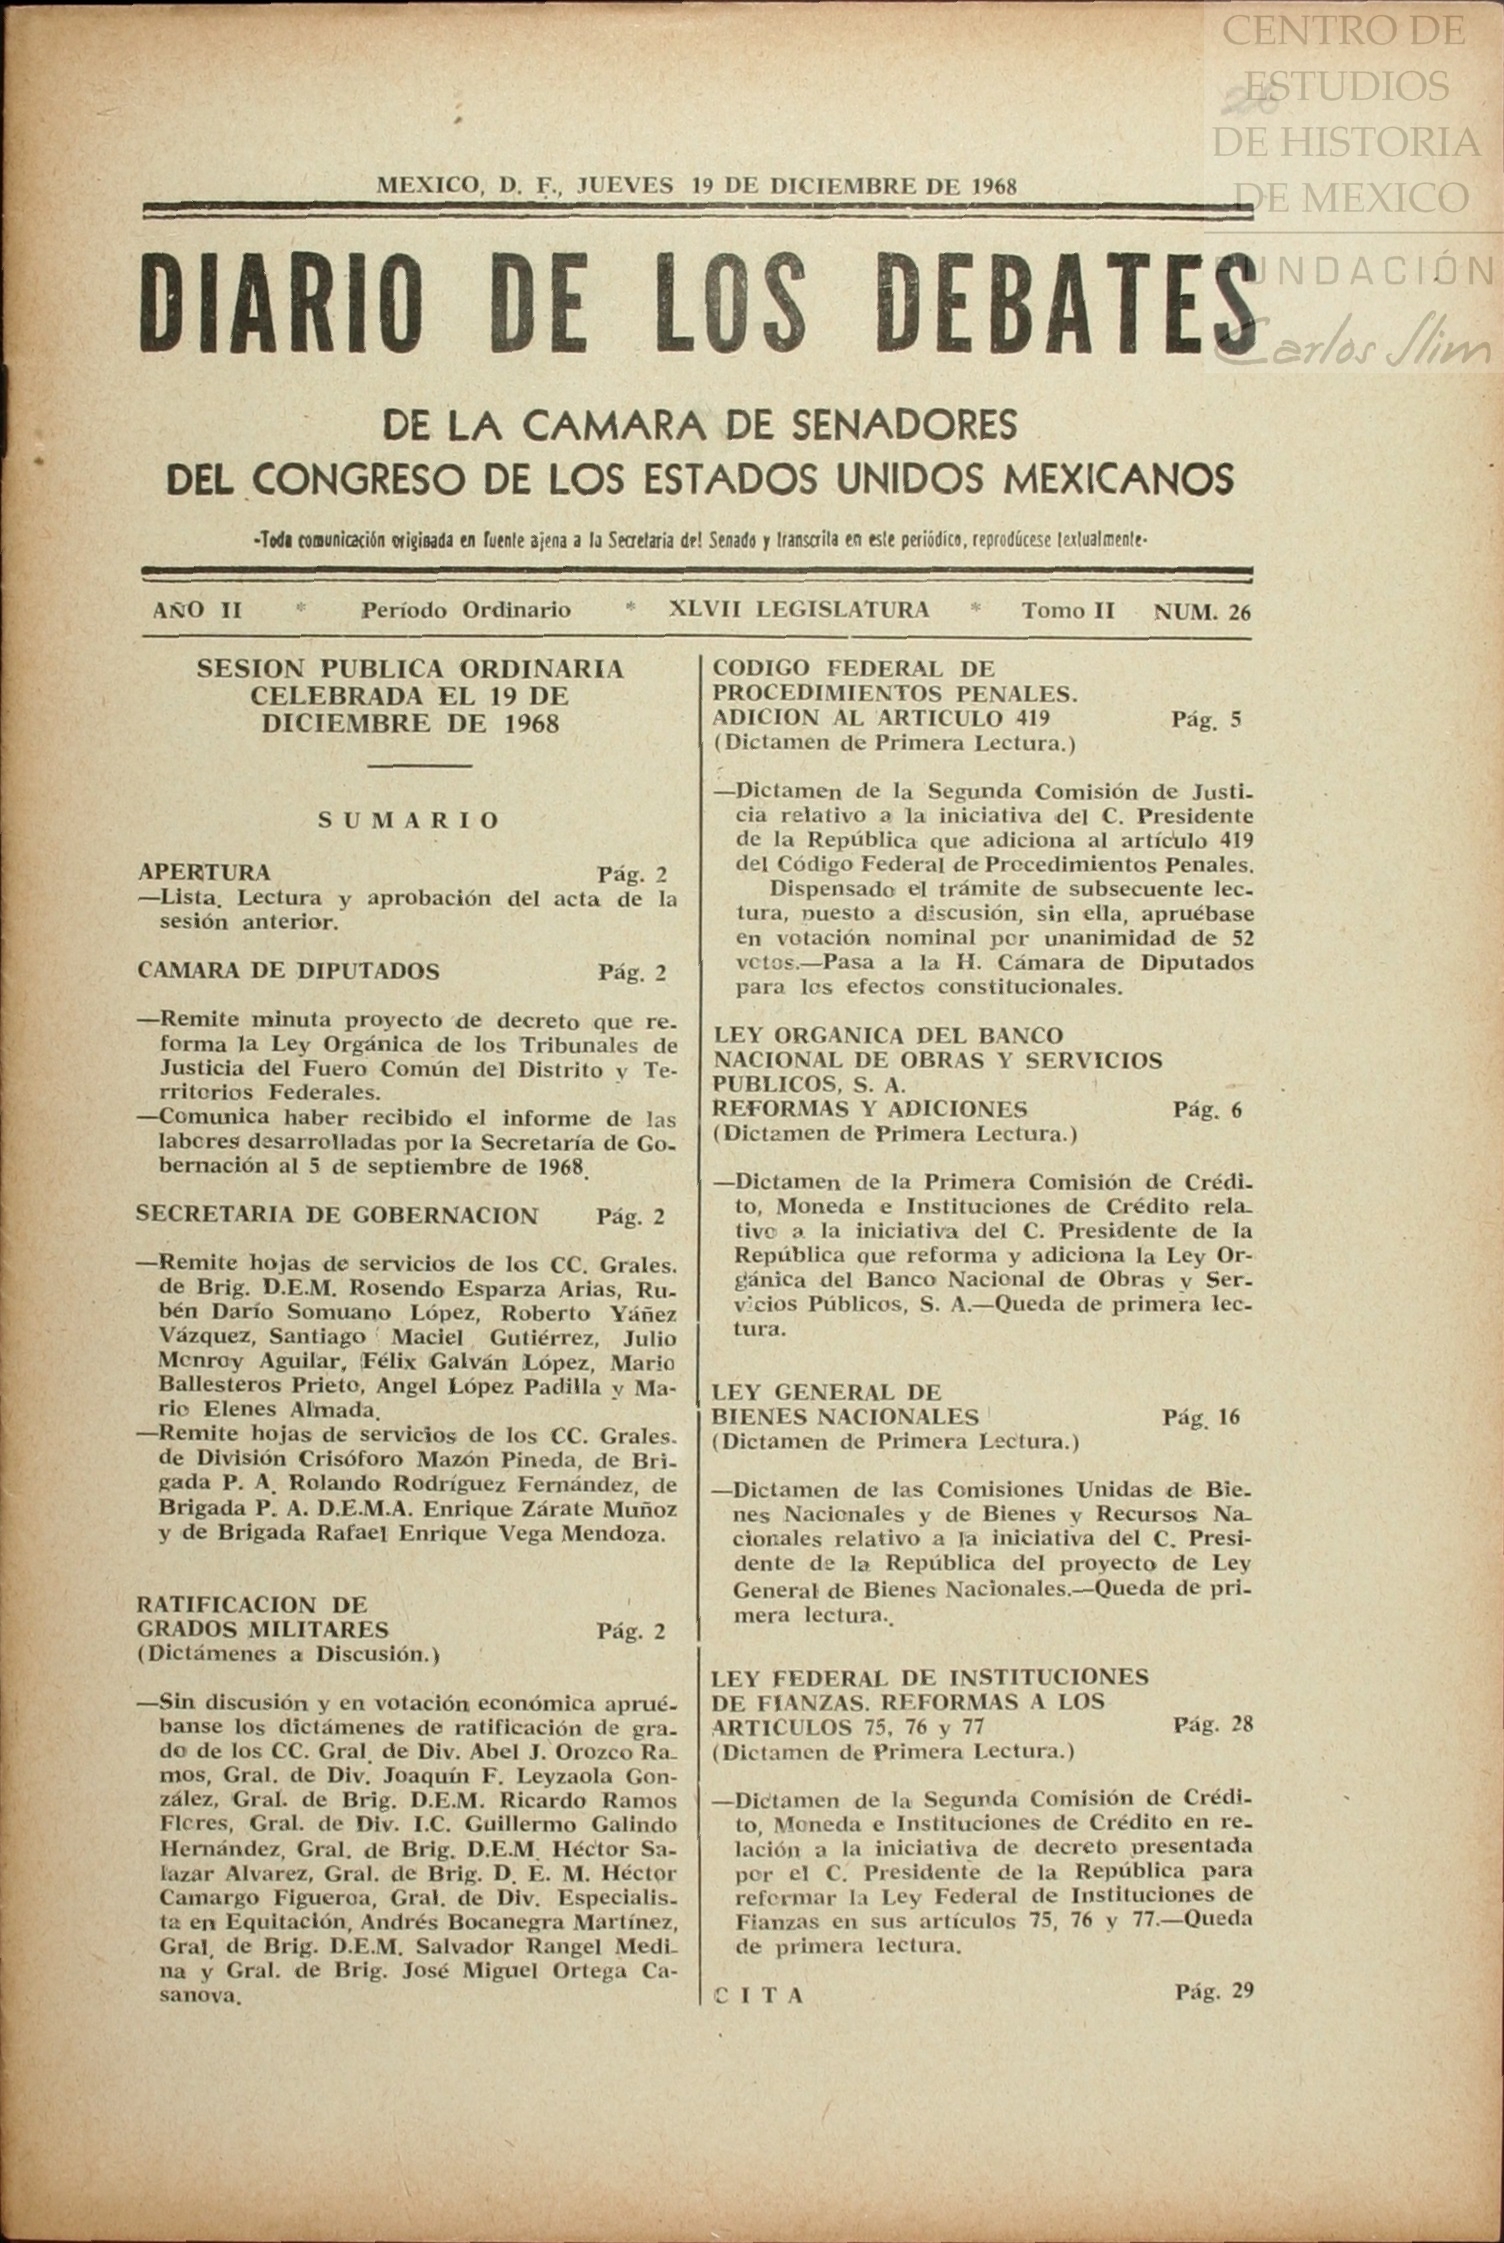 CENTRO DE
ESTUDIOS
DE HISTORIA
DE MEXICO
FUNDACIÓN
Carlos Slim
MEXICO, D. F., JUEVES 19 DE DICIEMBRE DE 1968
DIARIO DE LOS DEBATES
DE LA CAMARA DE SENADORES
DEL CONGRESO DE LOS ESTADOS UNIDOS MEXICANOS
-Toda comunicación originada en fuente ajena a la Secretaría del Senado y transcrita en este periódico, reprodúcese textualmente-
AÑO II * Período Ordinario * XLVII LEGISLATURA * Tomo II NUM. 26
SESION PUBLICA ORDINARIA
CELEBRADA EL 19 DE
DICIEMBRE DE 1968
SUMARIO
APERTURA Pág. 2
—Lista. Lectura y aprobación del acta de la
sesión anterior.
CAMARA DE DIPUTADOS Pág. 2
—Remite minuta proyecto de decreto que re-
forma la Ley Orgánica de los Tribunales de
Justicia del Fuero Común del Distrito y Te-
rritorios Federales.
—Comunica haber recibido el informe de las
labores desarrolladas por la Secretaría de Go-
bernación al 5 de septiembre de 1968.
SECRETARIA DE GOBERNACION Pág. 2
—Remite hojas de servicios de los CC. Grales.
de Brig. D.E.M. Rosendo Esparza Arias, Ru-
bén Darío Somuano López, Roberto Yáñez
Vázquez, Santiago Maciel Gutiérrez, Julio
Monroy Aguilar, Félix Galván López, Mario
Ballesteros Prieto, Angel López Padilla y Ma-
rio Elenes Almada.
—Remite hojas de servicios de los CC. Grales.
de División Crisóforo Mazón Pineda, de Bri-
gada P. A. Rolando Rodríguez Fernández, de
Brigada P. A. D.E.M.A. Enrique Zárate Muñoz
y de Brigada Rafael Enrique Vega Mendoza.
RATIFICACION DE
GRADOS MILITARES Pág. 2
(Dictámenes a Discusión.)
—Sin discusión y en votación económica aprué-
banse los dictámenes de ratificación de gra-
do de los CC. Gral. de Div. Abel J. Orozco Ra-
mos, Gral. de Div. Joaquín F. Leyzaola Gon-
zález, Gral. de Brig. D.E.M. Ricardo Ramos
Flores, Gral. de Div. I.C. Guillermo Galindo
Hernández, Gral. de Brig. D.E.M. Héctor Sa-
lazar Alvarez, Gral. de Brig. D. E. M. Héctor
Camargo Figueroa, Gral. de Div. Especialis-
ta en Equitación, Andrés Bocanegra Martínez,
Gral. de Brig. D.E.M. Salvador Rangel Medi-
na y Gral. de Brig. José Miguel Ortega Ca-
sanova.
CODIGO FEDERAL DE
PROCEDIMIENTOS PENALES.
ADICION AL ARTICULO 419 Pág. 5
(Dictamen de Primera Lectura.)
—Dictamen de la Segunda Comisión de Justi-
cia relativo a la iniciativa del C. Presidente
de la República que adiciona al artículo 419
del Código Federal de Procedimientos Penales.
Dispensado el trámite de subsecuente lec-
tura, puesto a discusión, sin ella, apruébase
en votación nominal por unanimidad de 52
votos.—Pasa a la H. Cámara de Diputados
para los efectos constitucionales.
LEY ORGANICA DEL BANCO
NACIONAL DE OBRAS Y SERVICIOS
PUBLICOS, S. A.
REFORMAS Y ADICIONES Pág. 6
(Dictamen de Primera Lectura.)
—Dictamen de la Primera Comisión de Crédi-
to, Moneda e Instituciones de Crédito rela-
tivo a la iniciativa del C. Presidente de la
República que reforma y adiciona la Ley Or-
gánica del Banco Nacional de Obras y Ser-
vicios Públicos, S. A.—Queda de primera lec-
tura.
LEY GENERAL DE
BIENES NACIONALES Pág. 16
(Dictamen de Primera Lectura.)
—Dictamen de las Comisiones Unidas de Bie-
nes Nacionales y de Bienes y Recursos Na-
cionales relativo a la iniciativa del C. Presi-
dente de la República del proyecto de Ley
General de Bienes Nacionales.—Queda de pri-
mera lectura.
LEY FEDERAL DE INSTITUCIONES
DE FIANZAS. REFORMAS A LOS
ARTICULOS 75, 76 y 77 Pág. 28
(Dictamen de Primera Lectura.)
—Dictamen de la Segunda Comisión de Crédi-
to, Moneda e Instituciones de Crédito en re-
lación a la iniciativa de decreto presentada
por el C. Presidente de la República para
reformar la Ley Federal de Instituciones de
Fianzas en sus artículos 75, 76 y 77.—Queda
de primera lectura.
CITA Pág. 29